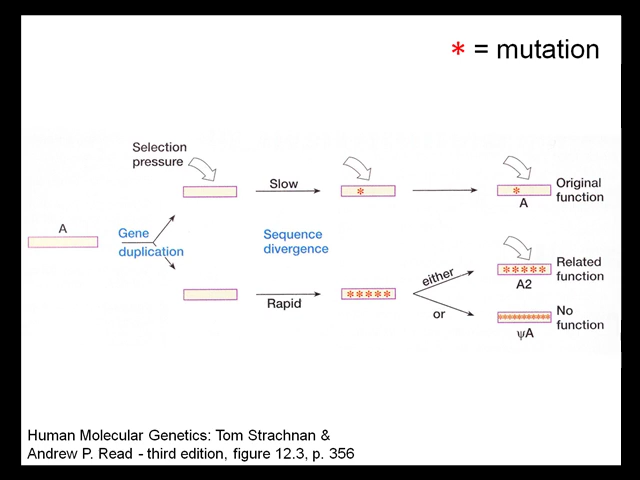 * = mutation
Selection
pressure
Slow
*
*
A
Original
function
A
Gene
duplication
Sequence
divergence
Rapid
*****
either
or
*****
A2
Related
function
**********
ψA
No
function
Human Molecular Genetics: Tom Strachnan &
Andrew P. Read - third edition, figure 12.3, p. 356